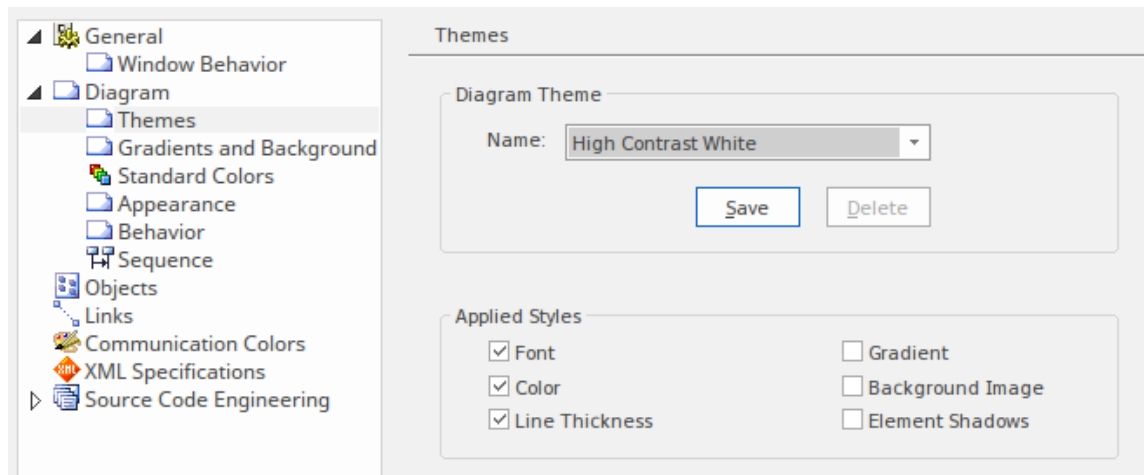 General
Window Behavior
Diagram
Themes
Gradients and Background
Standard Colors
Appearance
Behavior
Sequence
Objects
Links
Communication Colors
XML Specifications
Source Code Engineering
Themes
Diagram Theme
Name: High Contrast White
Save Delete
Applied Styles
Font Gradient
Color Background Image
Line Thickness Element Shadows